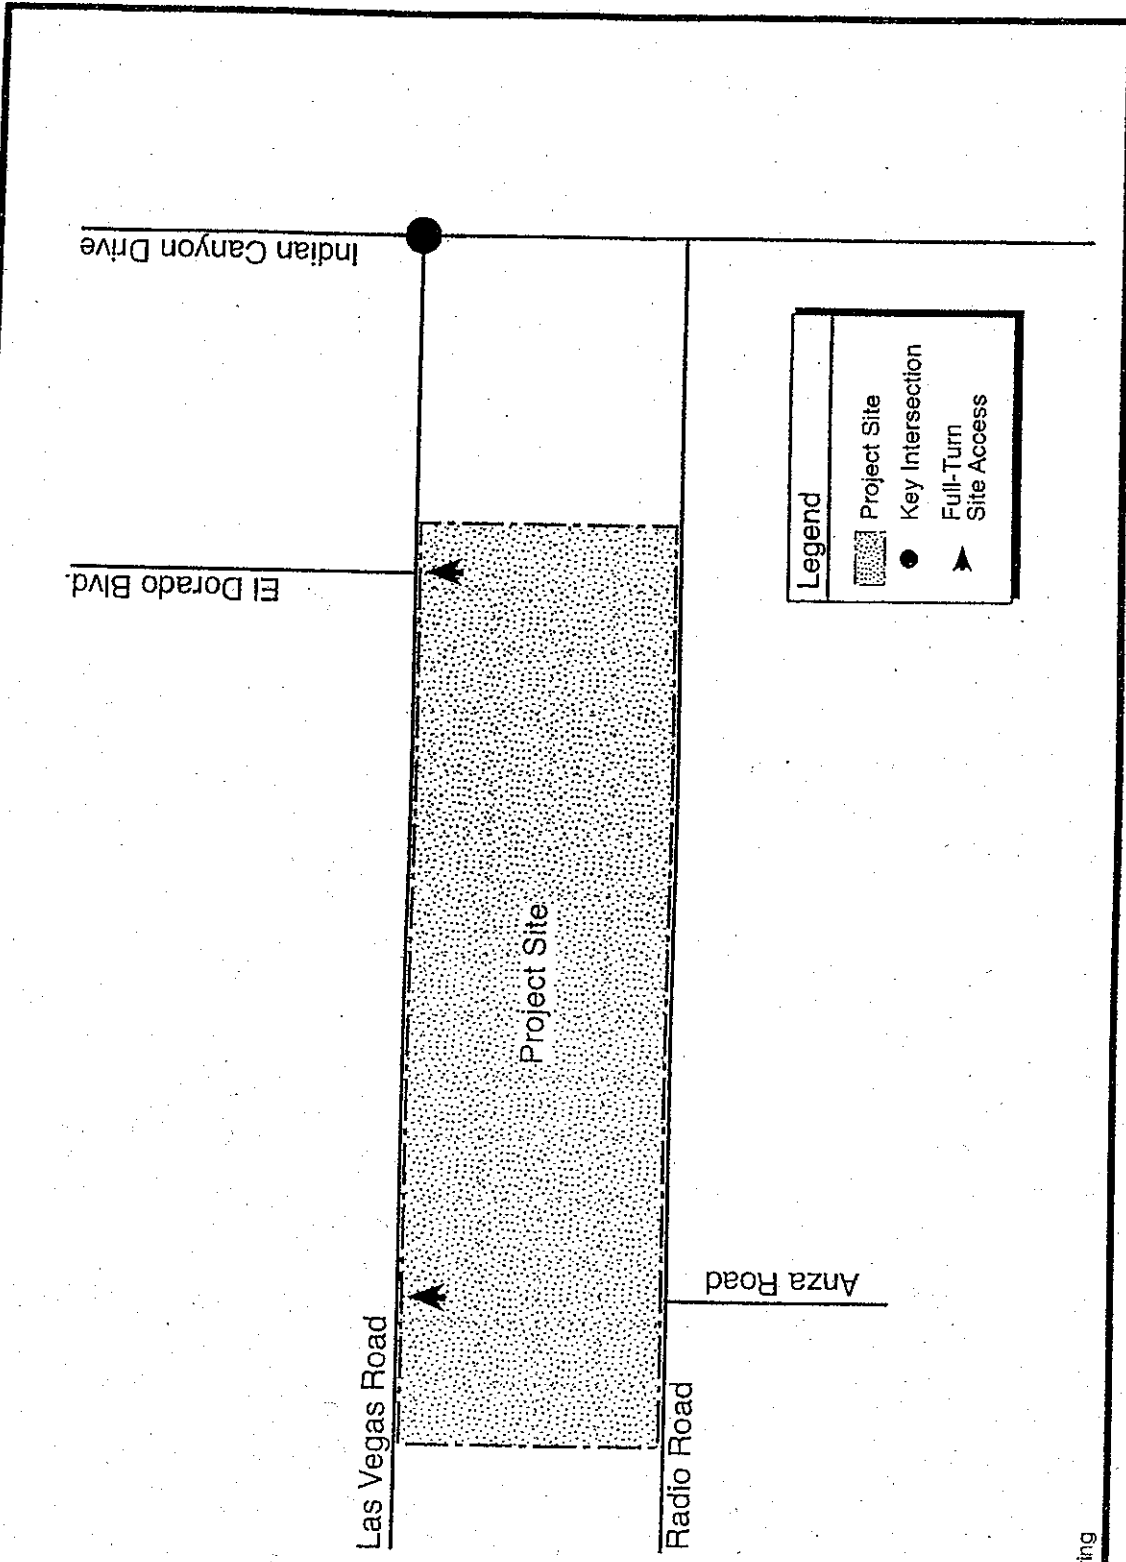 Indian Canyon Drive
El Dorado Blvd.
Las Vegas Road
Project Site
Radio Road
Anza Road
Legend
Project Site
Key Intersection
Full-Turn
Site Access
ing